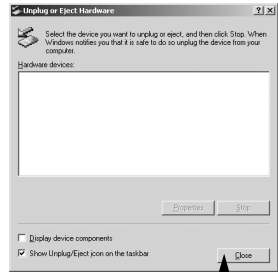 Unplug or Eject Hardware
Select the device you want to unplug or eject, and then click Stop. When
Windows notifies you that it is safe to do so unplug the device from your
computer.
Hardware devices:
Properties Stop
Display device components
Show Unplug/Eject icon on the taskbar
Close